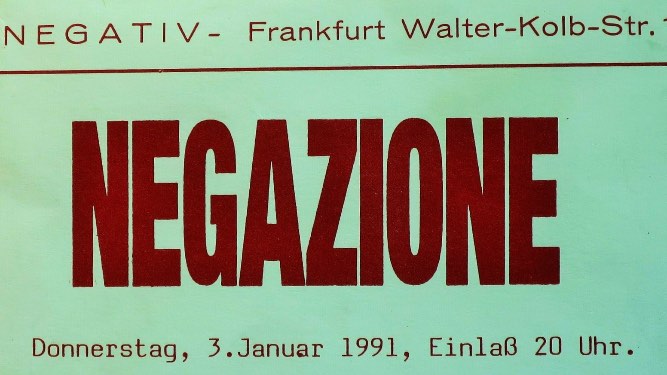 NEGATIV- Frankfurt Walter-Kolb-Str.
NEGAZIONE
Donnerstag, 3.Januar 1991, Einlaß 20 Uhr.